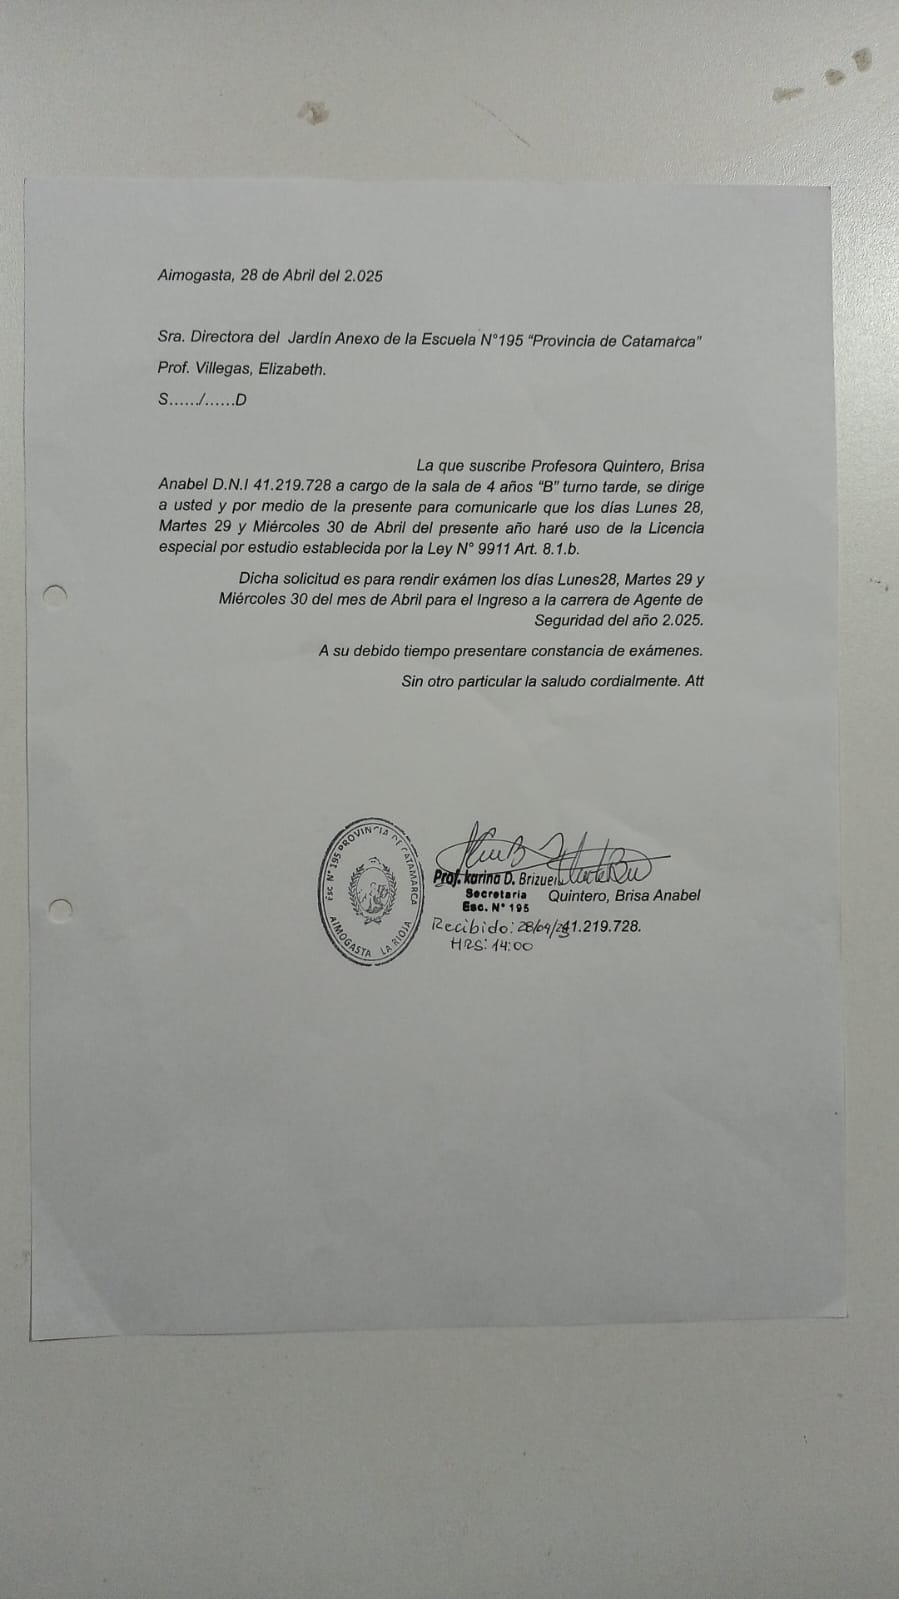 Aimogasta, 28 de Abril del 2.025
Sra. Directora del Jardín Anexo de la Escuela N°195 “Provincia de Catamarca”
Prof. Villegas, Elizabeth.
S....../......D
La que suscribe Profesora Quintero, Brisa
Anabel D.N.I 41.219.728 a cargo de la sala de 4 años “B” turno tarde, se dirige
a usted y por medio de la presente para comunicarle que los días Lunes 28,
Martes 29 y Miércoles 30 de Abril del presente año haré uso de la Licencia
especial por estudio establecida por la Ley N° 9911 Art. 8.1.b.
Dicha solicitud es para rendir exámen los días Lunes28, Martes 29 y
Miércoles 30 del mes de Abril para el Ingreso a la carrera de Agente de
Seguridad del año 2.025.
A su debido tiempo presentare constancia de exámenes.
Sin otro particular la saludo cordialmente. Att
ESC Nº 195 PROVINCIA DE CATAMARCA
AIMOGASTA LA RIOJA
Prof. karina D. Brizuela
Secretaria
Esc. N° 195
Quintero, Brisa Anabel
41.219.728.
Recibido:
HRS: 14:00